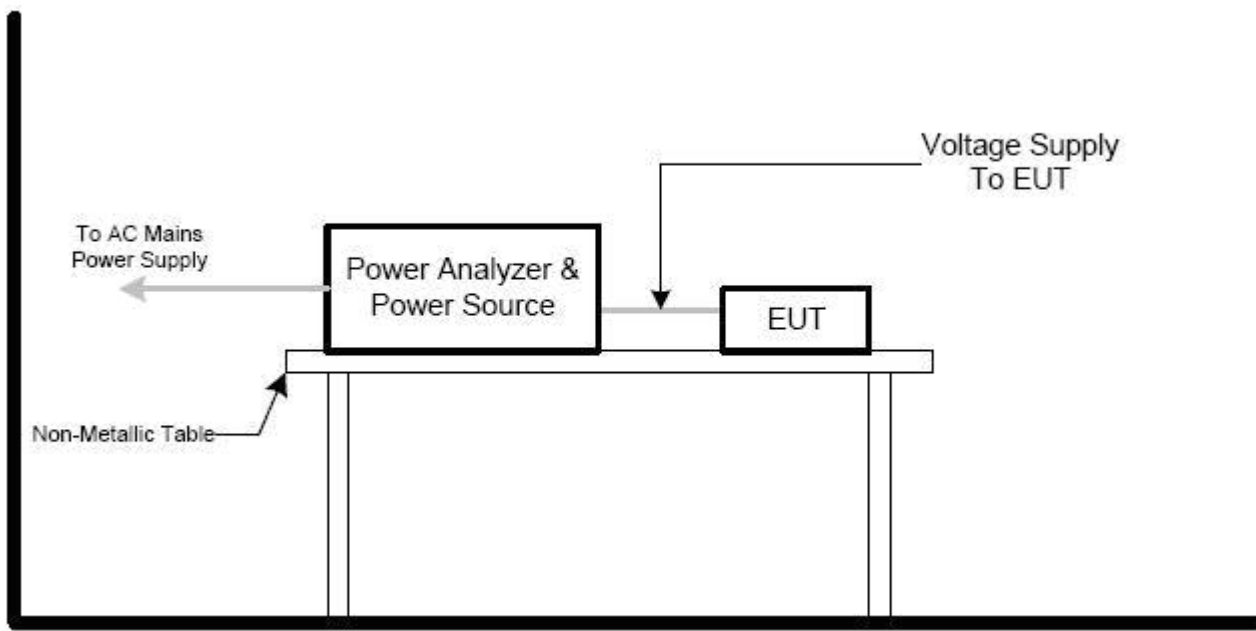 Voltage Supply
To EUT
To AC Mains
Power Supply
Power Analyzer &
Power Source
EUT
Non-Metallic Table